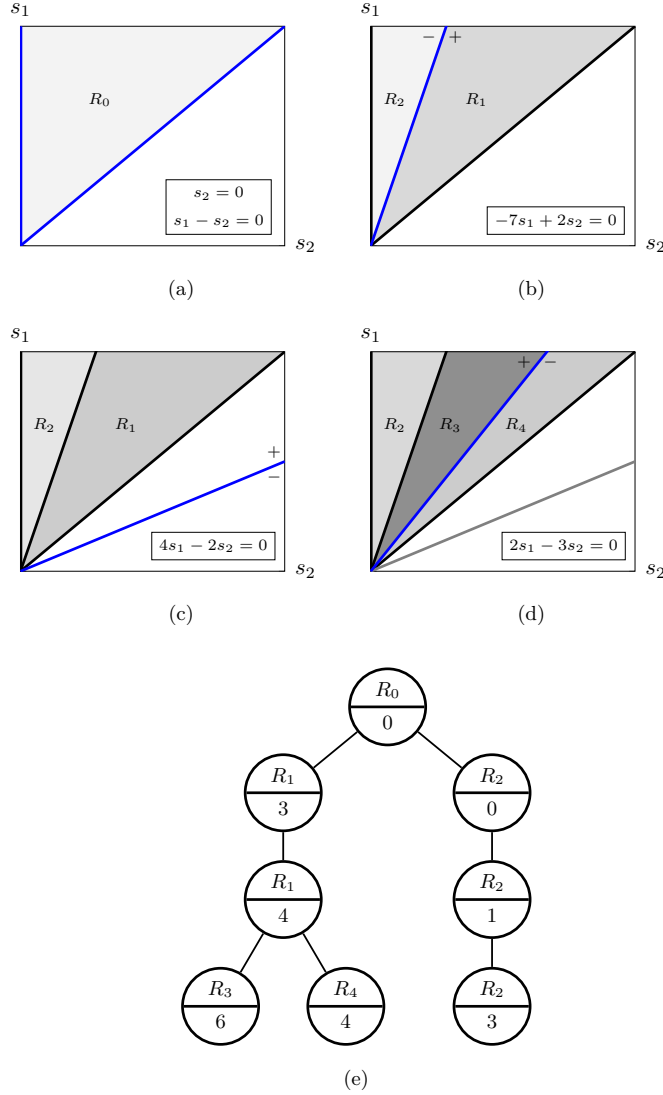 s₁
R₀
s₂ = 0
s₁ − s₂ = 0
s₂
(a)
s₁
− +
R₂ R₁
−7s₁ + 2s₂ = 0
s₂
(b)
s₁
R₂ R₁
+
−
4s₁ − 2s₂ = 0
s₂
(c)
s₁
+ −
R₂ R₃ R₄
2s₁ − 3s₂ = 0
s₂
(d)
R₀
0
R₁ R₂
3 0
R₁ R₂
4 1
R₃ R₄ R₂
6 4 3
(e)